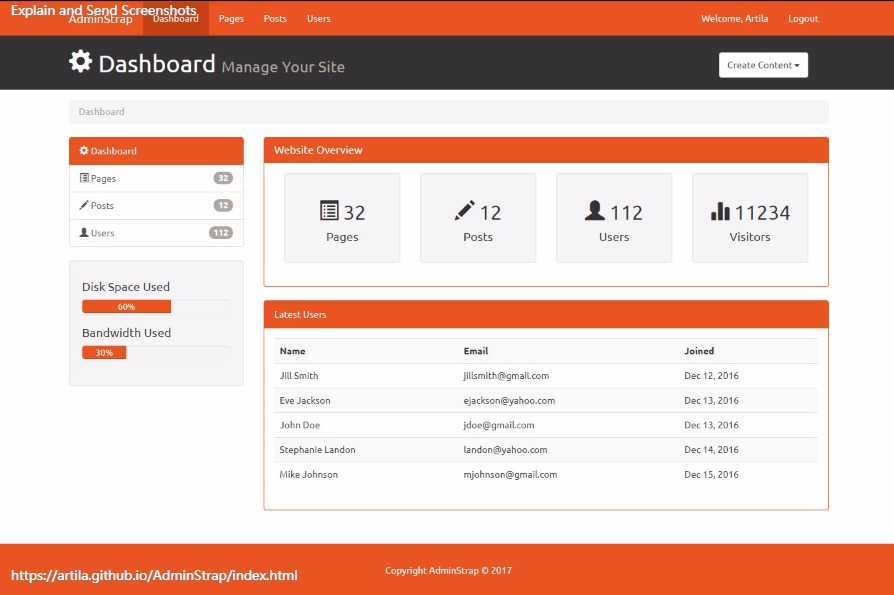 Explain and Send Screenshots
AdminStrap Dashboard Pages Posts Users Welcome, Artila Logout
Dashboard Manage Your Site Create Content
Dashboard
Dashboard
Pages 32
Posts 12
Users 112
Disk Space Used
60%
Bandwidth Used
30%
Website Overview
32
Pages
12
Posts
112
Users
11234
Visitors
Latest Users
Name Email Joined
Jill Smith jillsmith@gmail.com Dec 12, 2016
Eve Jackson ejackson@yahoo.com Dec 13, 2016
John Doe jdoe@gmail.com Dec 13, 2016
Stephanie Landon landon@yahoo.com Dec 14, 2016
Mike Johnson mjohnson@gmail.com Dec 15, 2016
Copyright AdminStrap © 2017
https://artila.github.io/AdminStrap/index.html